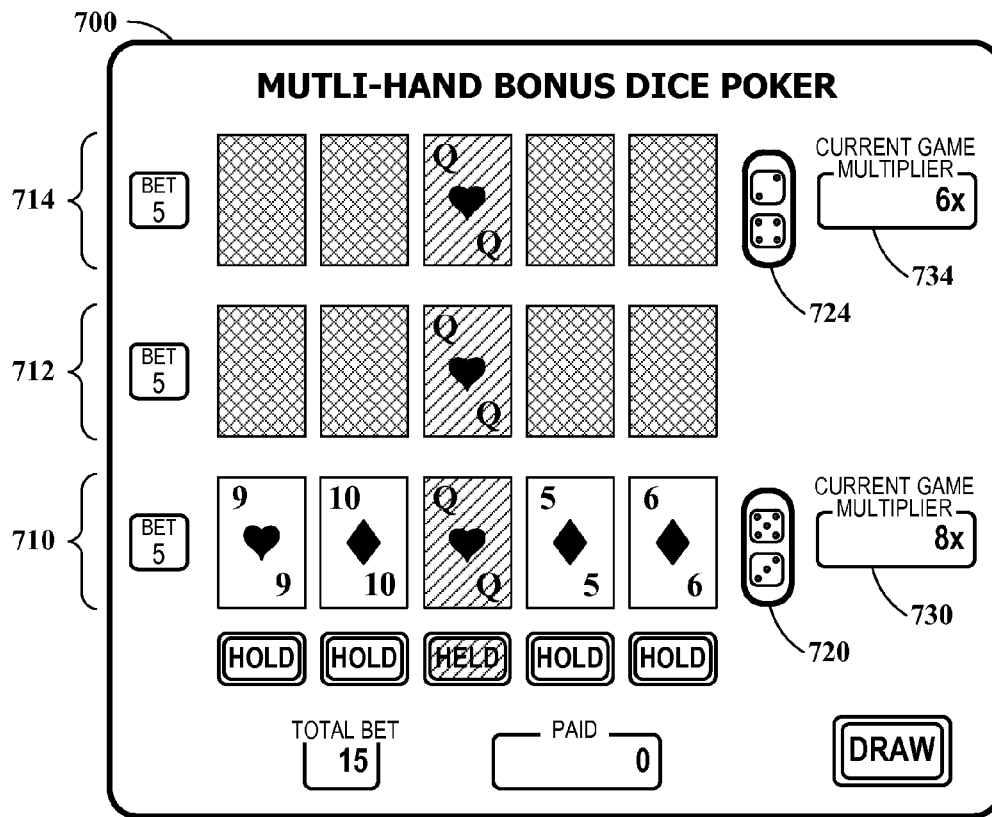 700
MUTLI-HAND BONUS DICE POKER
714
BET
5
Q
Q
CURRENT GAME
MULTIPLIER
6x
734
724
712
BET
5
Q
Q
710
BET
5
9
9
10
10
Q
Q
5
5
6
6
CURRENT GAME
MULTIPLIER
8x
730
720
HOLD HOLD HELD HOLD HOLD
TOTAL BET
15
PAID
0
DRAW